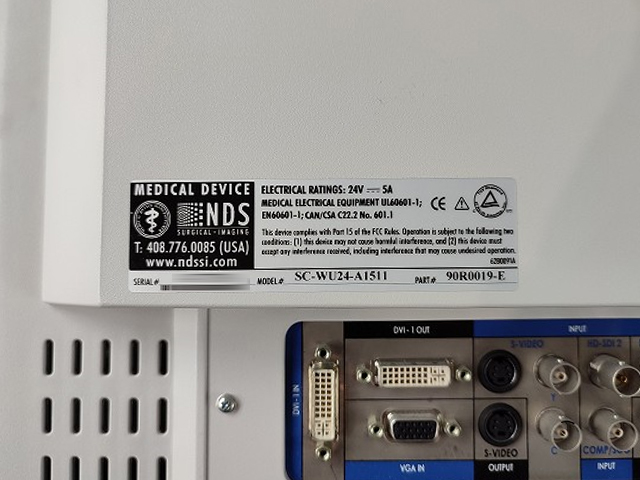 MEDICAL DEVICE
NDS
SURGICAL-IMAGING
T: 408.776.0085 (USA)
www.ndssi.com
ELECTRICAL RATINGS: 24V 5A
MEDICAL ELECTRICAL EQUIPMENT UL60601-1;
EN60601-1; CAN/CSA C22.2 No. 601.1
This device complies with Part 15 of the FCC Rules. Operation is subject to the following two
conditions: (1) this device may not cause harmful interference, and (2) this device must
accept any interference received, including interference that may cause undesired operation.
62B0091A
CE
SERIAL#
MODEL# SC-WU24-A1511
PART# 90R0019-E
DVI-1 OUT
INPUT
S-VIDEO
HD-SDI 2
DVI-1 IN
Y
C
S-VIDEO
VGA IN
OUTPUT
INPUT